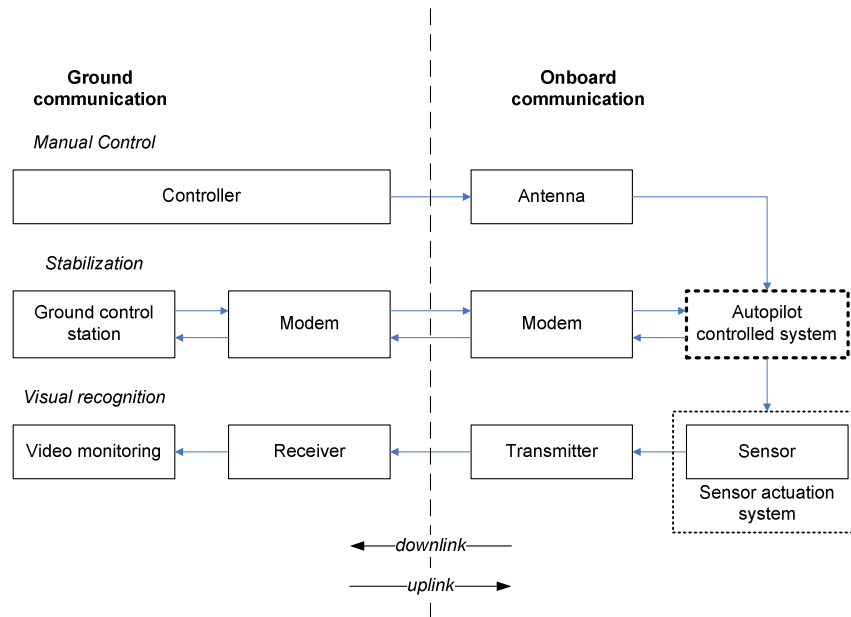 Ground
communication
Onboard
communication
Manual Control
Controller
Antenna
Stabilization
Ground control
station
Modem
Modem
Autopilot
controlled system
Visual recognition
Video monitoring
Receiver
Transmitter
Sensor
Sensor actuation
system
downlink
uplink